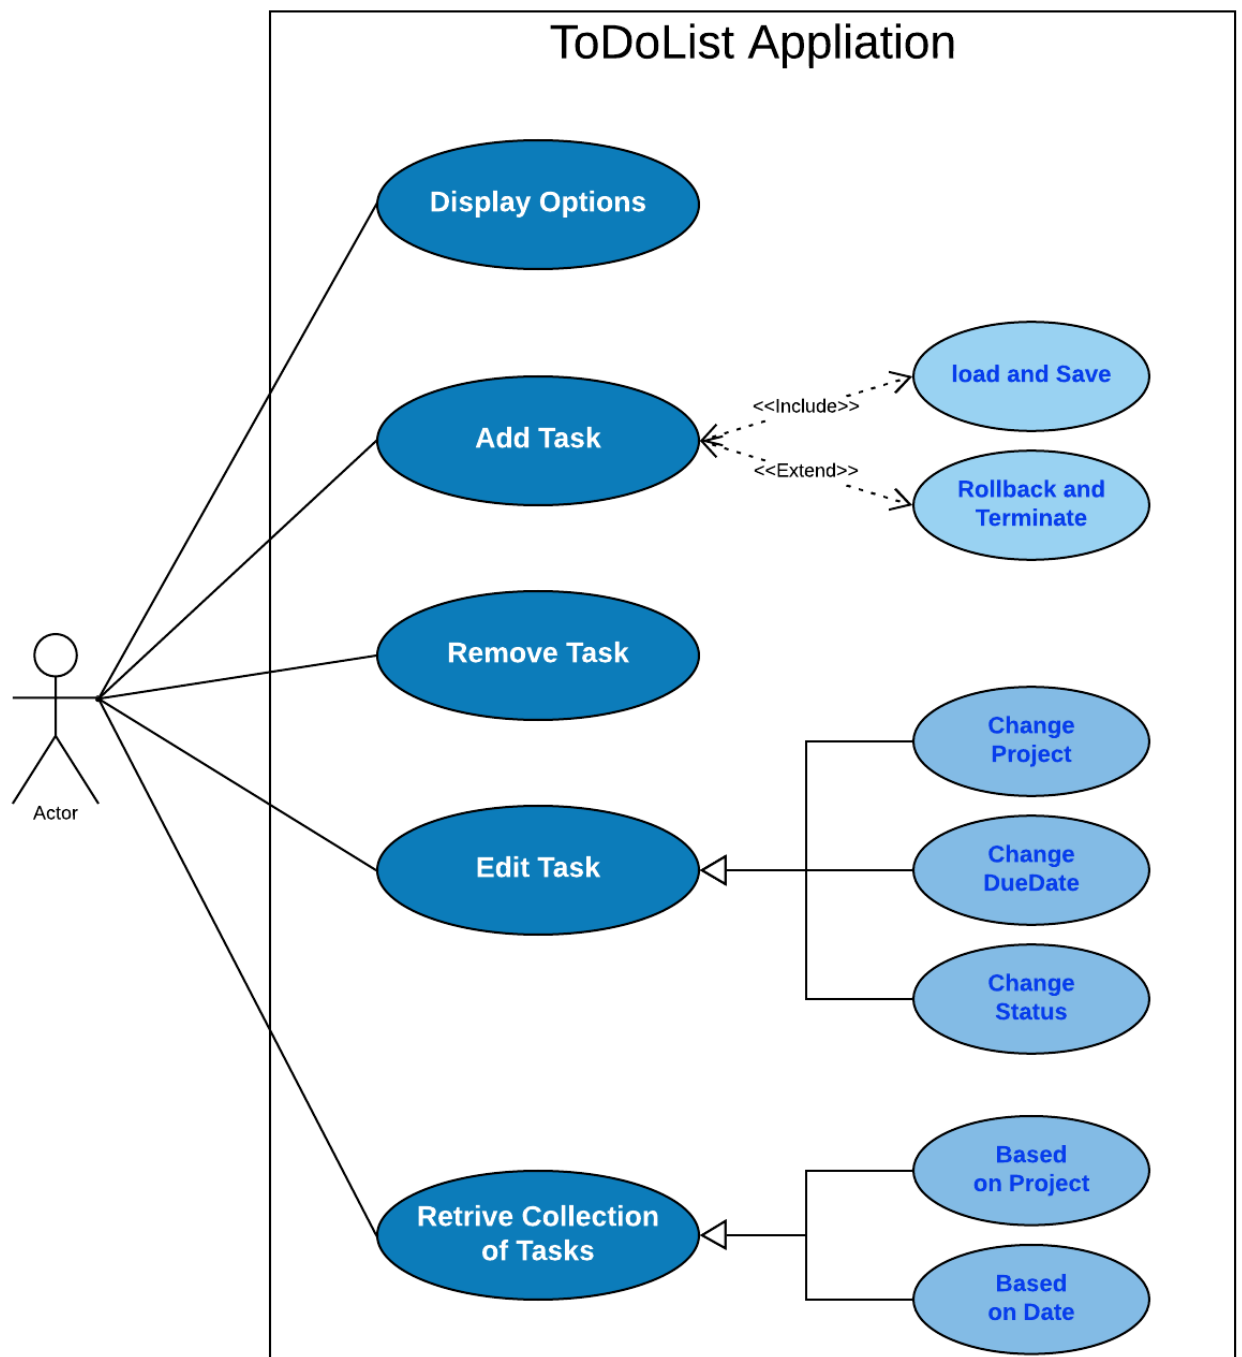 ToDoList Appliation
Display Options
load and Save
<<Include>>
Add Task
<<Extend>>
Rollback and
Terminate
Remove Task
Change
Project
Actor
Edit Task
Change
DueDate
Change
Status
Based
on Project
Retrive Collection
of Tasks
Based
on Date